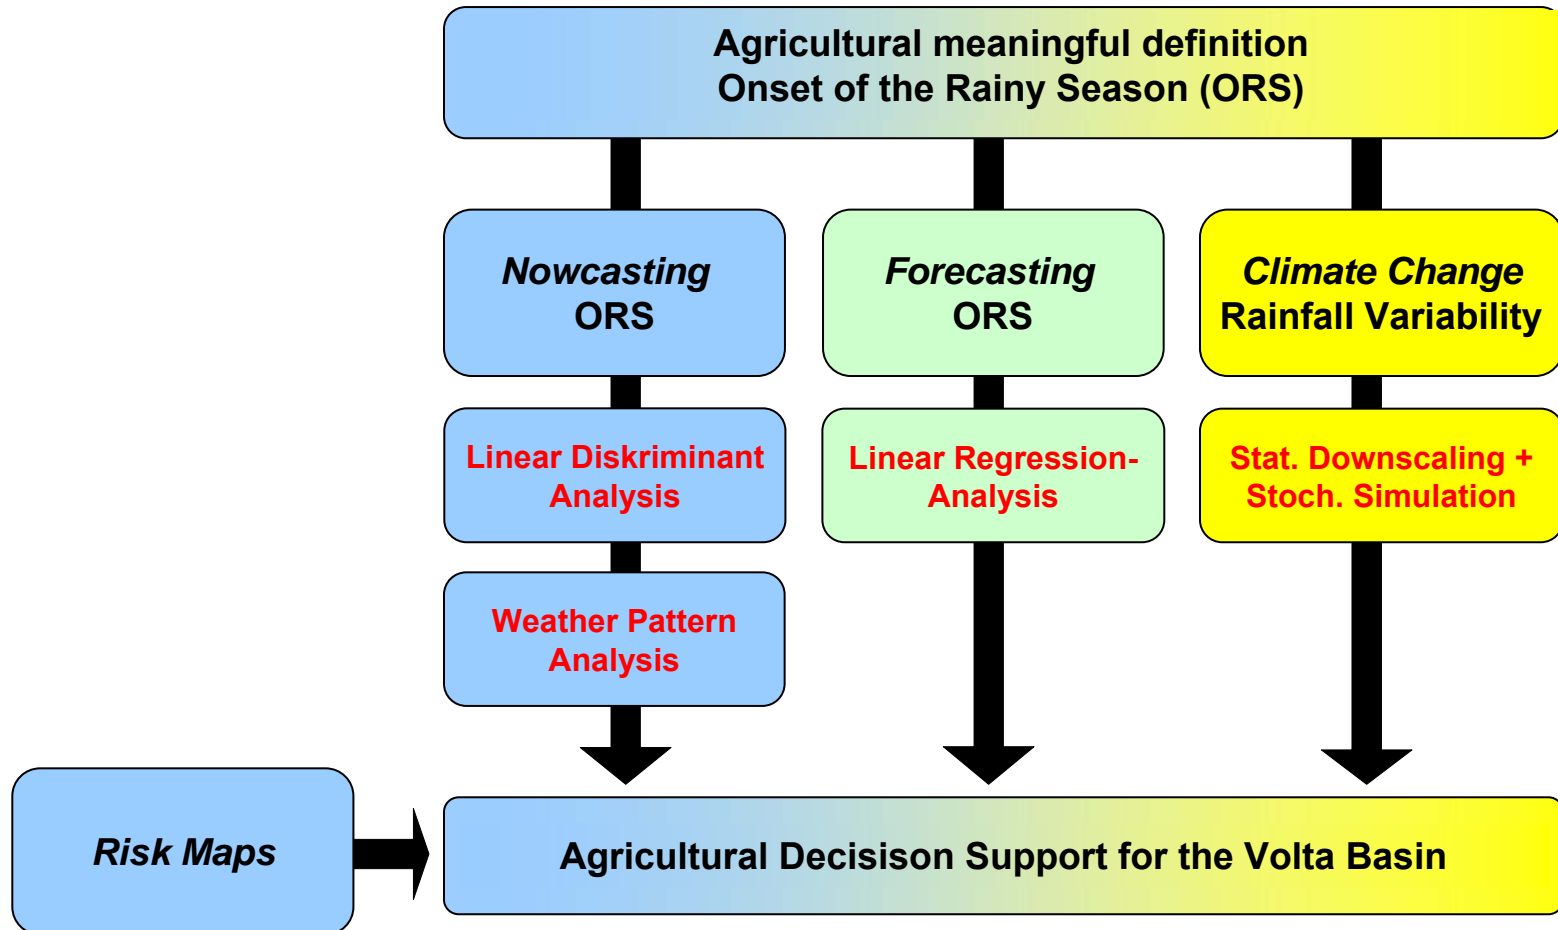 Agricultural meaningful definition
Onset of the Rainy Season (ORS)
Nowcasting
ORS
Forecasting
ORS
Climate Change
Rainfall Variability
Linear Diskriminant
Analysis
Linear Regression-
Analysis
Stat. Downscaling +
Stoch. Simulation
Weather Pattern
Analysis
Risk Maps
Agricultural Decisison Support for the Volta Basin